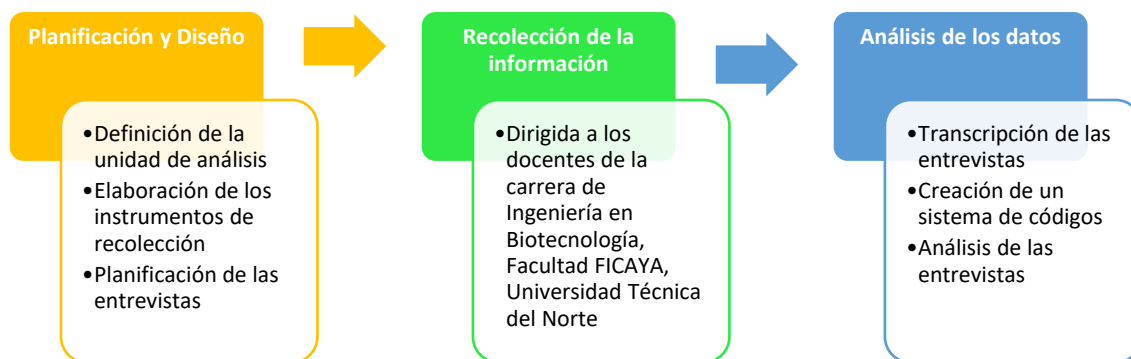 Planificación y Diseño
•Definición de la
unidad de análisis
•Elaboración de los
instrumentos de
recolección
•Planificación de las
entrevistas
Recolección de la
información
•Dirigida a los
docentes de la
carrera de
Ingeniería en
Biotecnología,
Facultad FICAYA,
Universidad Técnica
del Norte
Análisis de los datos
•Transcripción de las
entrevistas
•Creación de un
sistema de códigos
•Análisis de las
entrevistas